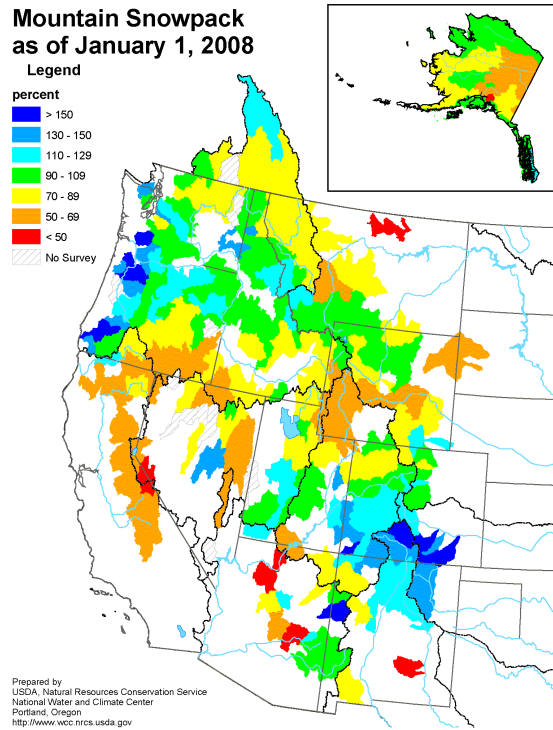 Mountain Snowpack
as of January 1, 2008
Legend
percent
> 150
130 - 150
110 - 129
90 - 109
70 - 89
50 - 69
< 50
No Survey
Prepared by
USDA, Natural Resources Conservation Service
National Water and Climate Center
Portland, Oregon
http://www.wcc.nrcs.usda.gov